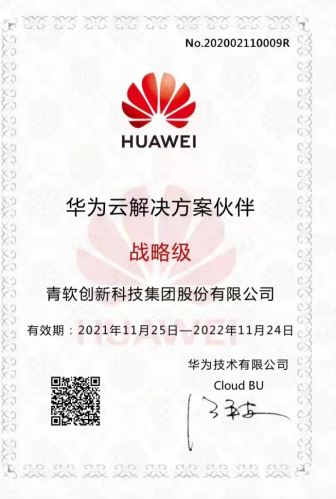 No.202002110009R
HUAWEI
华为云解决方案伙伴
战略级
青软创新科技集团股份有限公司
有效期：2021年11月25日—2022年11月24日
华为技术有限公司
Cloud BU